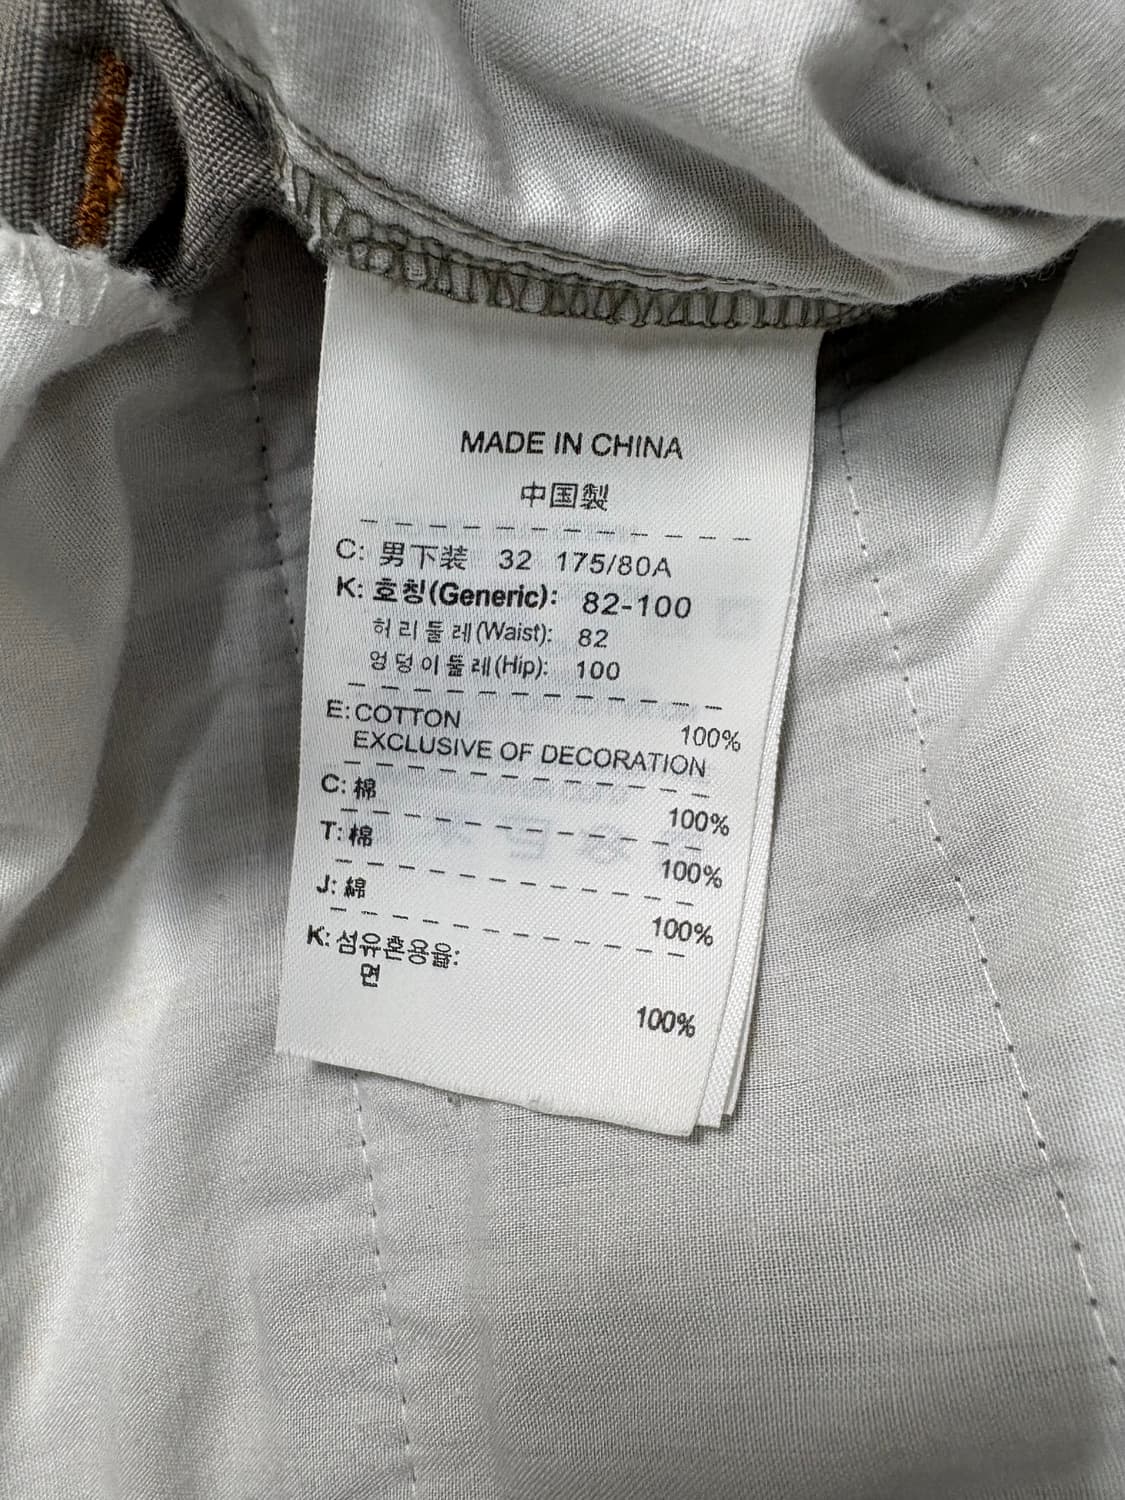 MADE IN CHINA
中国製
C: 男下装 32 175/80A
K: 호칭(Generic): 82-100
허리둘레(Waist): 82
엉덩이둘레(Hip): 100
E: COTTON 100%
EXCLUSIVE OF DECORATION
C: 棉 100%
T: 棉 100%
J: 綿 100%
K: 섬유혼용율:
면 100%